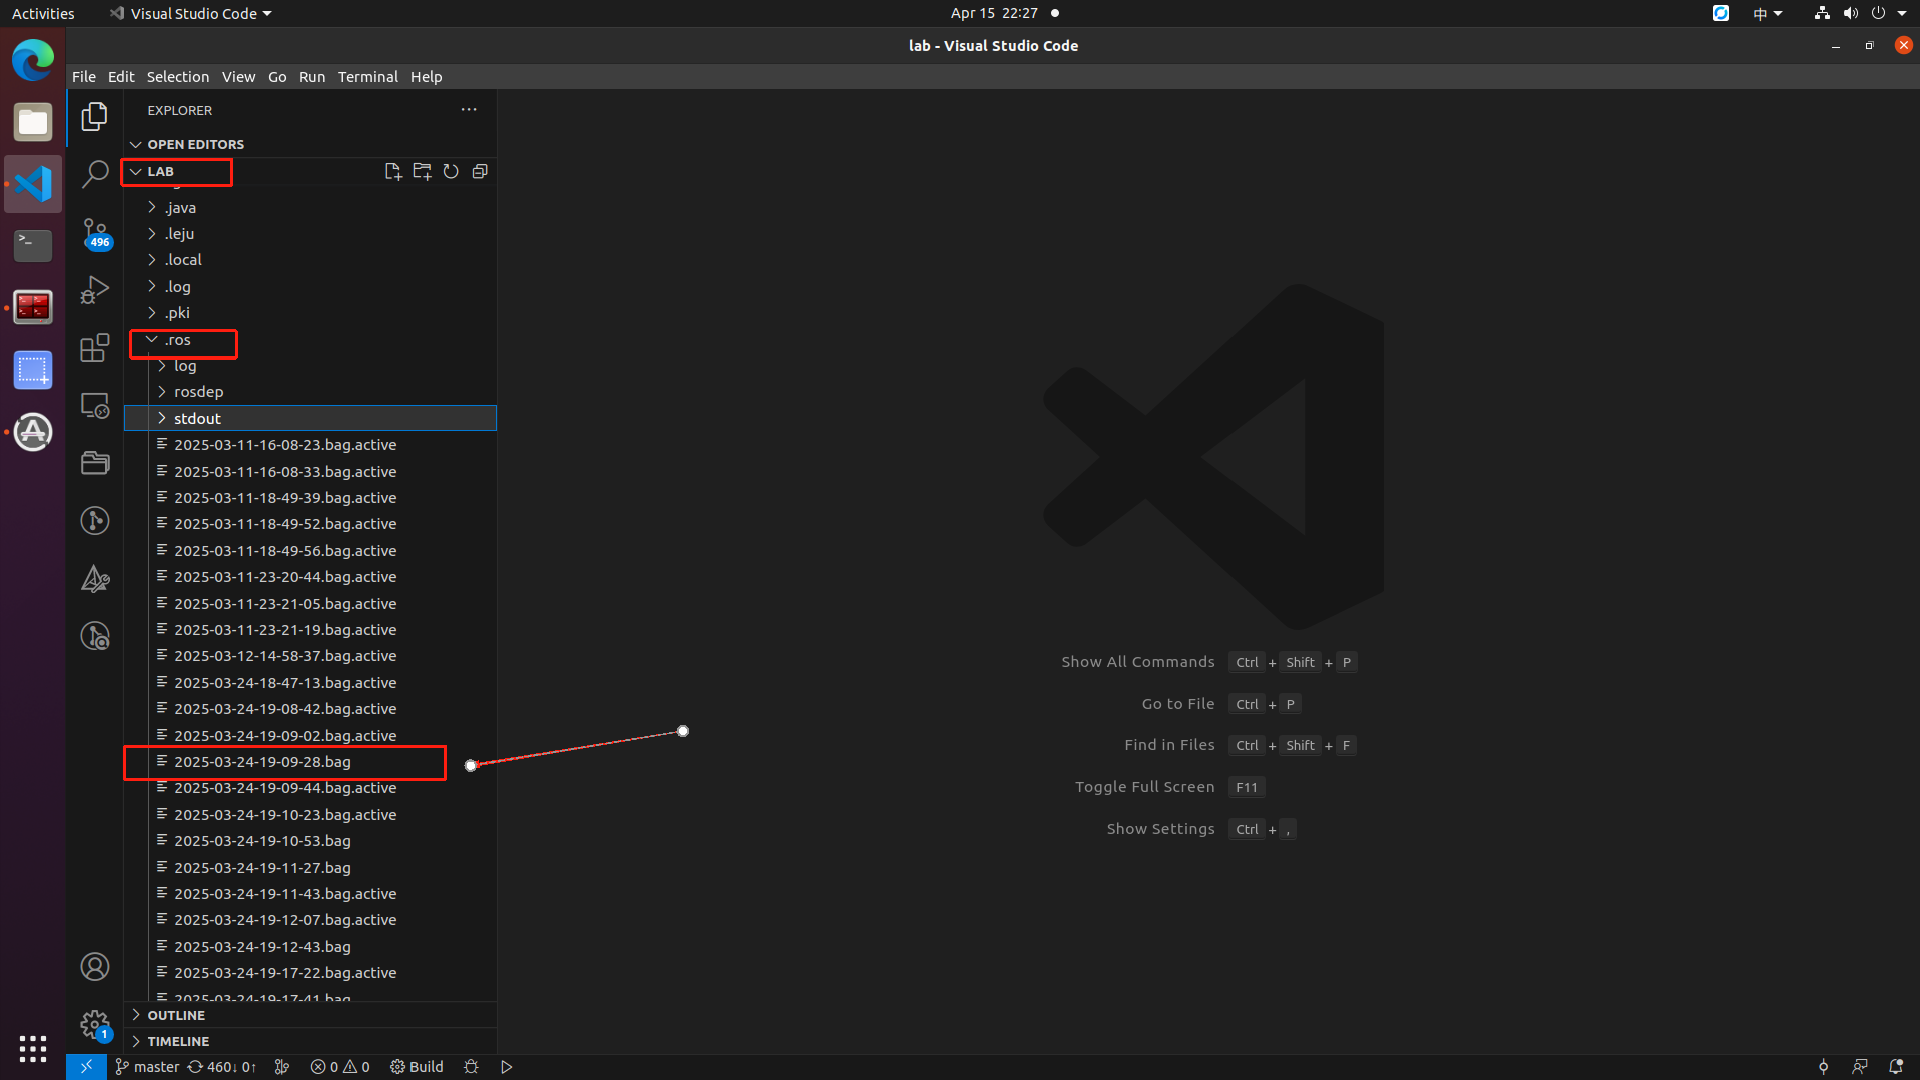 Activities
Visual Studio Code
Apr 15 22:27
中
lab - Visual Studio Code
File Edit Selection View Go Run Terminal Help
EXPLORER
OPEN EDITORS
LAB
.java
.leju
.local
.log
.pki
.ros
log
rosdep
stdout
2025-03-11-16-08-23.bag.active
2025-03-11-16-08-33.bag.active
2025-03-11-18-49-39.bag.active
2025-03-11-18-49-52.bag.active
2025-03-11-18-49-56.bag.active
2025-03-11-23-20-44.bag.active
2025-03-11-23-21-05.bag.active
2025-03-11-23-21-19.bag.active
2025-03-12-14-58-37.bag.active
2025-03-24-18-47-13.bag.active
2025-03-24-19-08-42.bag.active
2025-03-24-19-09-02.bag.active
2025-03-24-19-09-28.bag
2025-03-24-19-09-44.bag.active
2025-03-24-19-10-23.bag.active
2025-03-24-19-10-53.bag
2025-03-24-19-11-27.bag
2025-03-24-19-11-43.bag.active
2025-03-24-19-12-07.bag.active
2025-03-24-19-12-43.bag
2025-03-24-19-17-22.bag.active
2025-03-24-19-17-41.bag
OUTLINE
TIMELINE
496
1
Show All Commands Ctrl + Shift + P
Go to File Ctrl + P
Find in Files Ctrl + Shift + F
Toggle Full Screen F11
Show Settings Ctrl + ,
master 460↓ 0↑ 0 0 Build